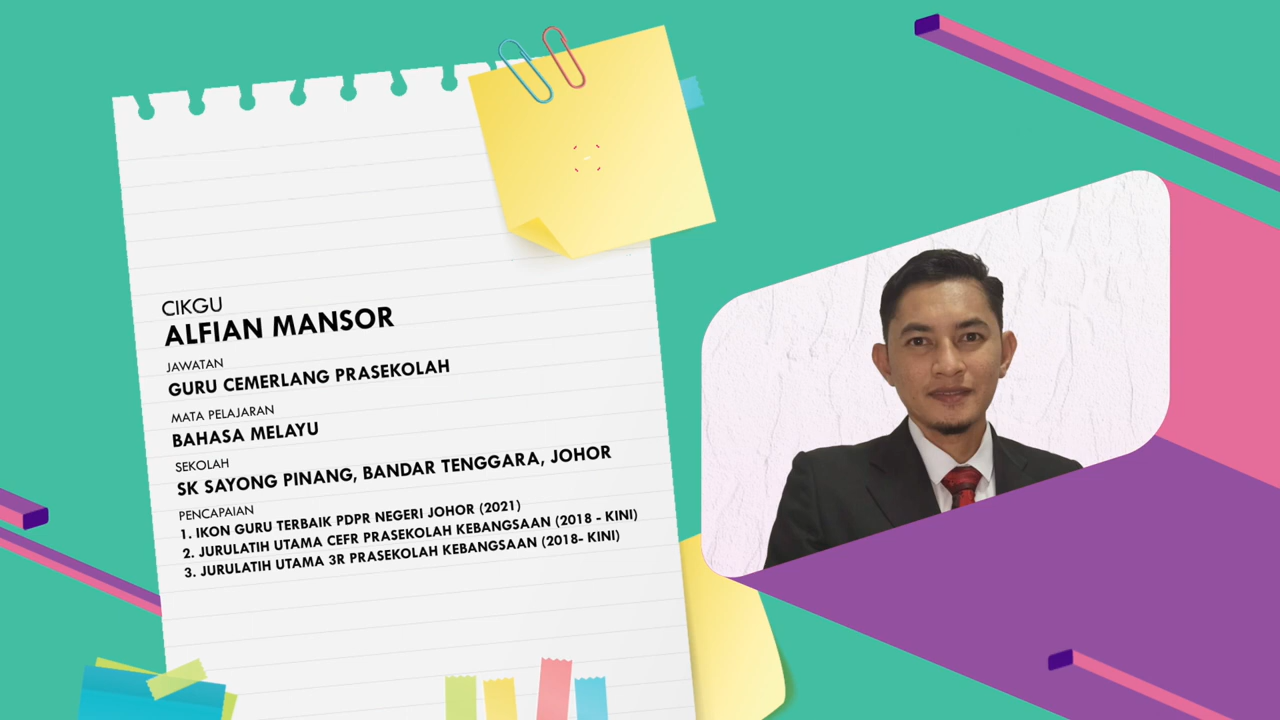 CIKGU
ALFIAN MANSOR
JAWATAN
GURU CEMERLANG PRASEKOLAH
MATA PELAJARAN
BAHASA MELAYU
SEKOLAH
SK SAYONG PINANG, BANDAR TENGGARA, JOHOR
PENCAPAIAN
1. IKON GURU TERBAIK PDPR NEGERI JOHOR (2021)
2. JURULATIH UTAMA CEFR PRASEKOLAH KEBANGSAAN (2018 - KINI)
3. JURULATIH UTAMA 3R PRASEKOLAH KEBANGSAAN (2018- KINI)